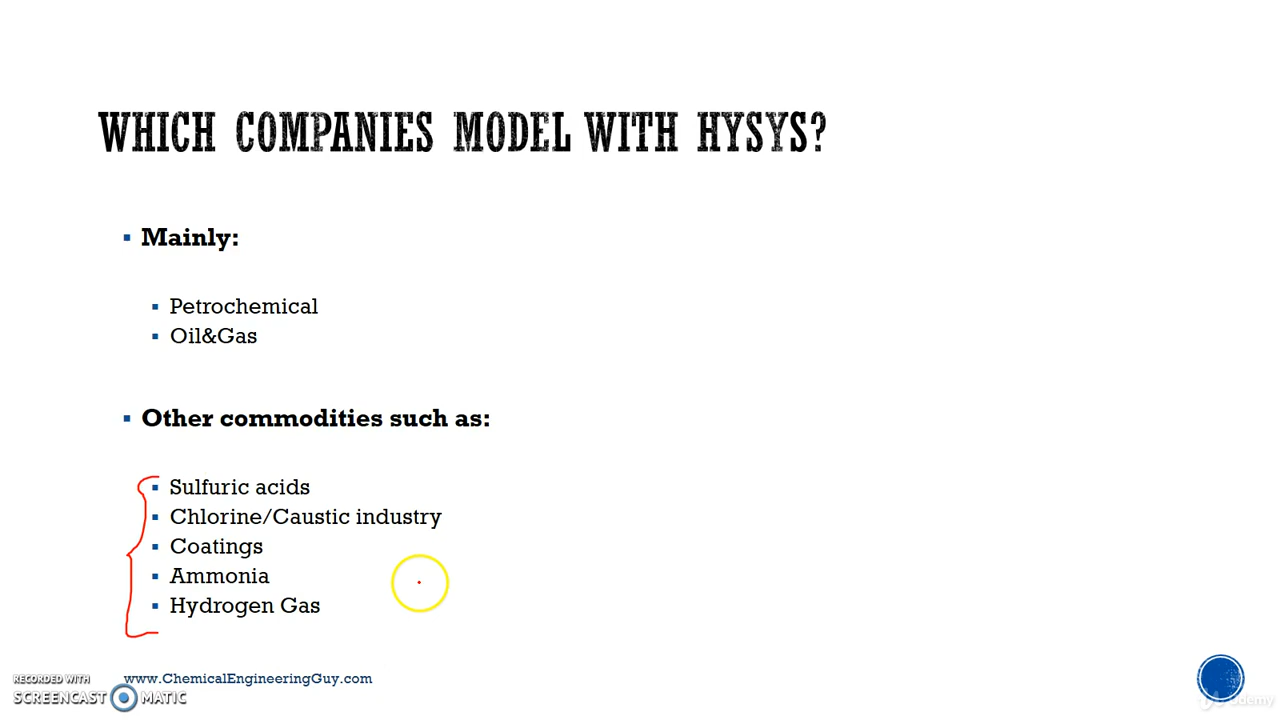 WHICH COMPANIES MODEL WITH HYSYS?
Mainly:
Petrochemical
Oil&Gas
Other commodities such as:
Sulfuric acids
Chlorine/Caustic industry
Coatings
Ammonia
Hydrogen Gas
www.ChemicalEngineeringGuy.com
RECORDED WITH
SCREENCAST MATIC
Udemy